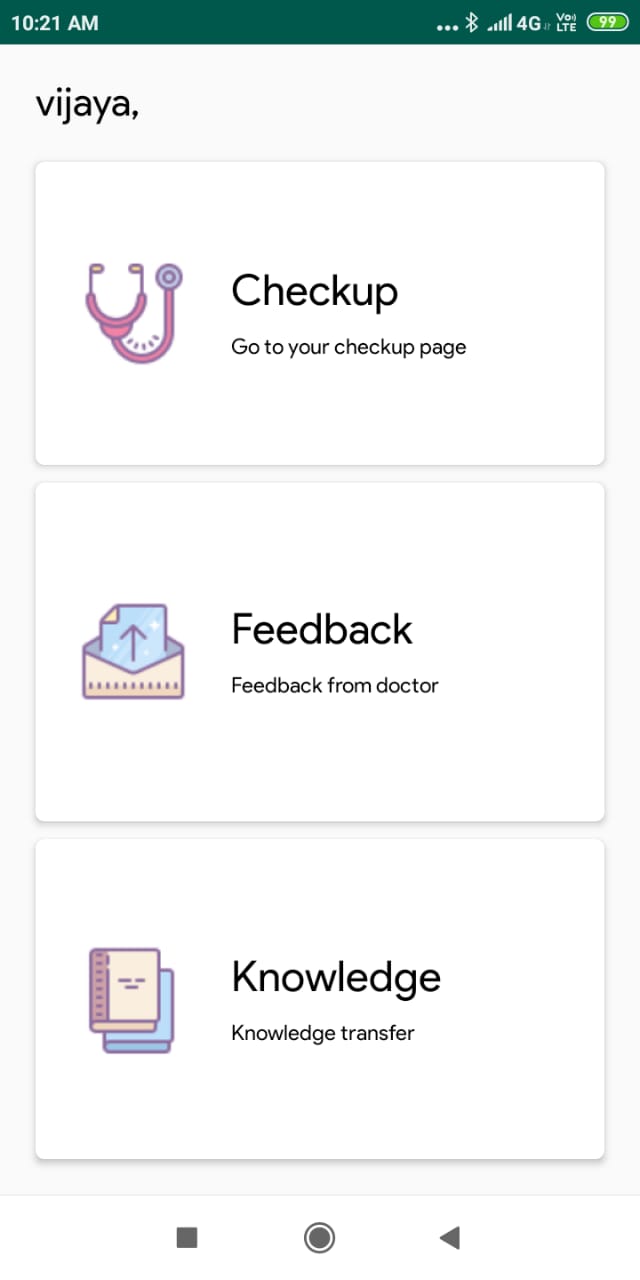 10:21 AM
4G Vo)) LTE 99
vijaya,
Checkup
Go to your checkup page
Feedback
Feedback from doctor
Knowledge
Knowledge transfer